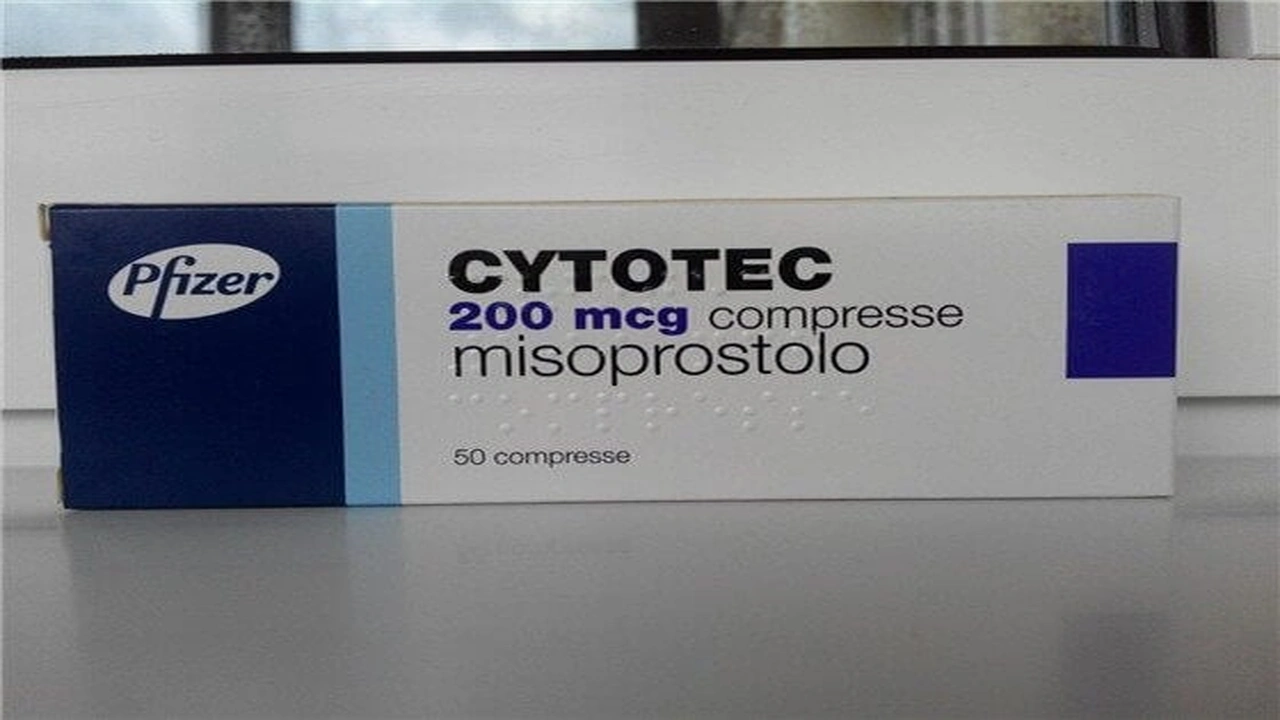 Pfizer
CYTOTEC
200 mcg compresse
misoprostolo
50 compresse